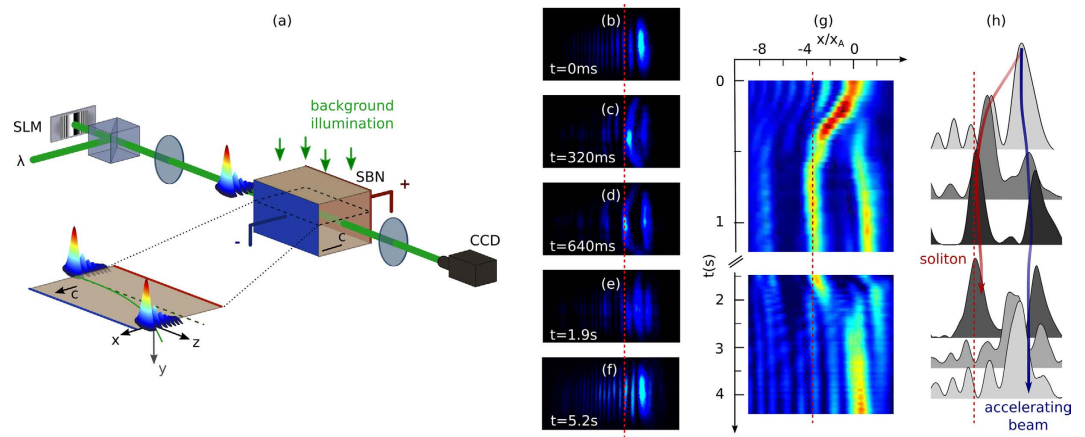 (a)
SLM
λ
background
illumination
SBN
+
-
c
CCD
c
x
z
y
(b)
t=0ms
(c)
t=320ms
(d)
t=640ms
(e)
t=1.9s
(f)
t=5.2s
(g)
x/x_A
-8 -4 0
0
1
t(s)
2
3
4
(h)
soliton
accelerating
beam